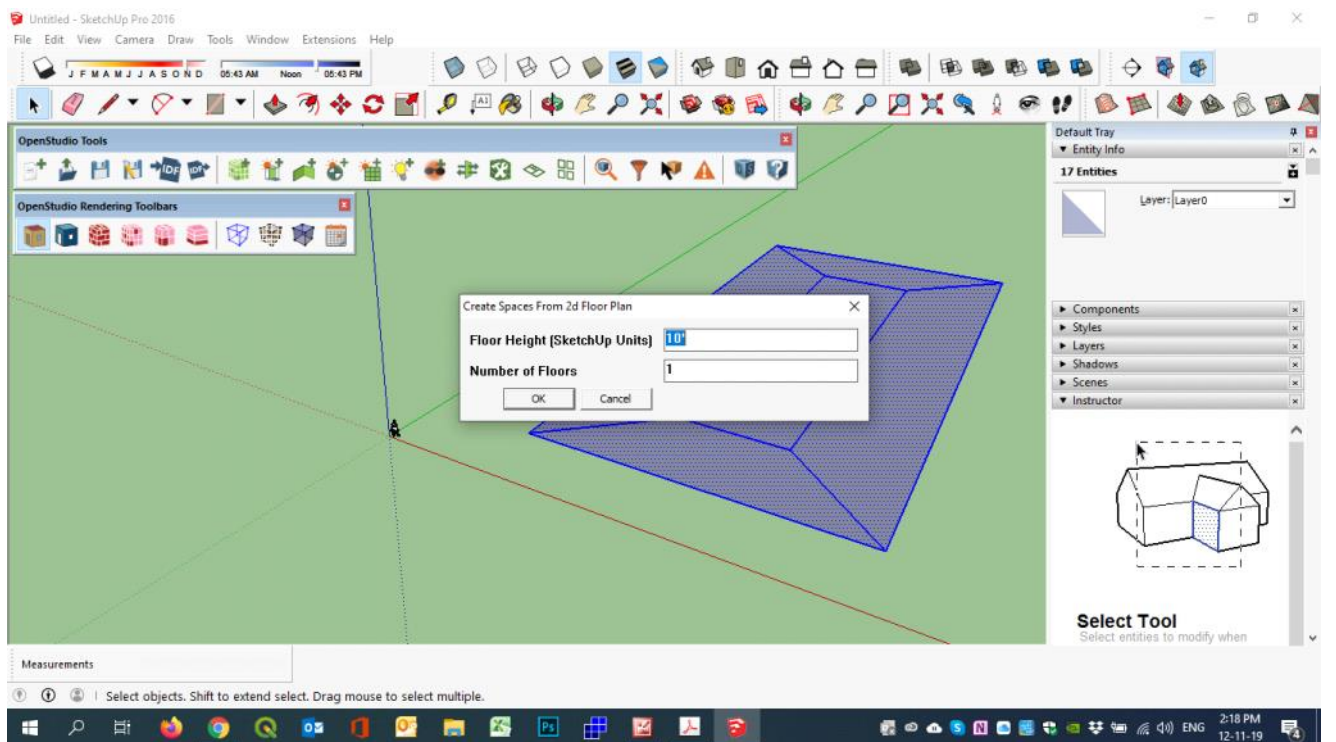 Untitled - SketchUp Pro 2016
File Edit View Camera Draw Tools Window Extensions Help
J F M A M J J A S O N D 05:43 AM Noon 05:43 PM
A1
OpenStudio Tools
IDF IDF
OpenStudio Rendering Toolbars
Default Tray
Entity Info
17 Entities
Layer: Layer0
Create Spaces From 2d Floor Plan
Floor Height (SketchUp Units) 10'
Number of Floors 1
OK Cancel
Components
Styles
Layers
Shadows
Scenes
Instructor
Select Tool
Select entities to modify when
Measurements
Select objects. Shift to extend select. Drag mouse to select multiple.
Ps ENG 2:18 PM
12-11-19